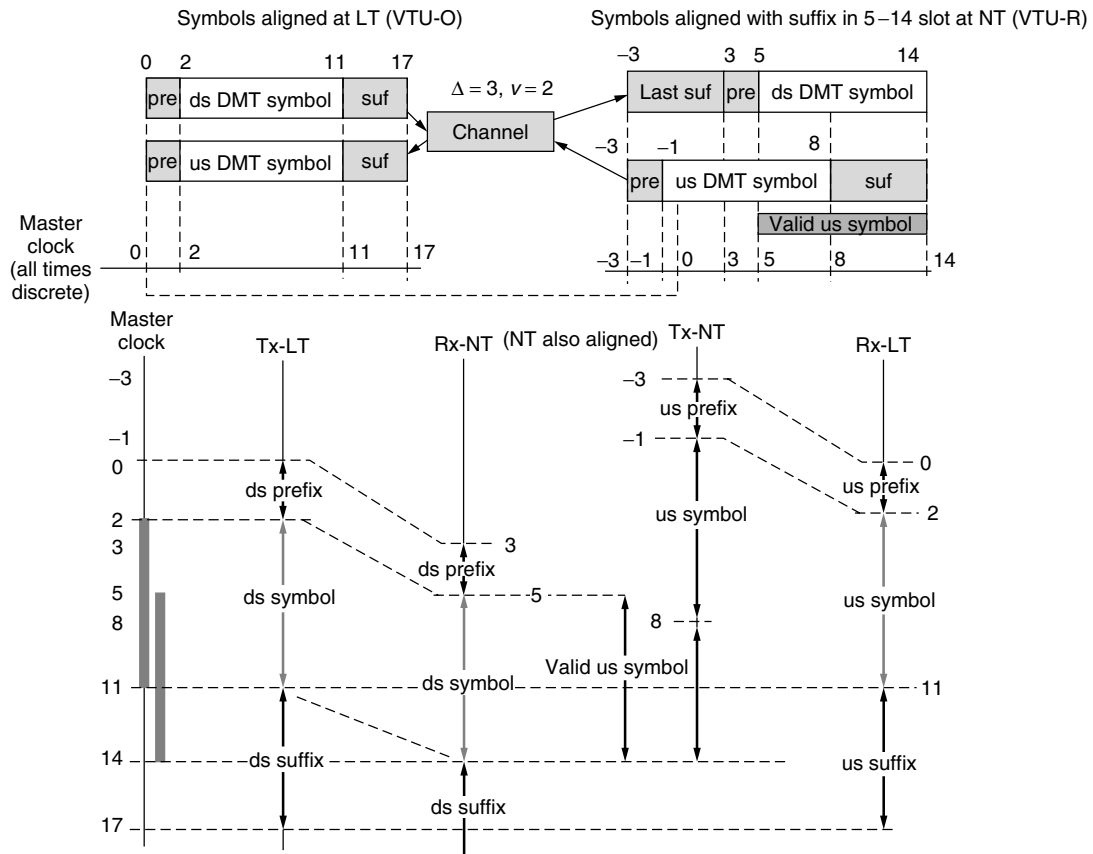 Symbols aligned at LT (VTU-O)
Symbols aligned with suffix in 5–14 slot at NT (VTU-R)
0 2 11 17
–3 3 5 14
pre ds DMT symbol suf
Δ = 3, v = 2
Last suf pre ds DMT symbol
Channel
pre us DMT symbol suf
–3 –1 8
pre us DMT symbol suf
Valid us symbol
Master
clock
(all times
discrete)
0 2 11 17
–3 –1 0 3 5 8 14
Master
clock
Tx-LT
Rx-NT
(NT also aligned)
Tx-NT
Rx-LT
–3
–3
us prefix
–1
–1
0
0
ds prefix
us prefix
2
2
3
3
ds prefix
us symbol
5
5
ds symbol
us symbol
8
8
Valid us symbol
ds symbol
11
11
14
ds suffix
us suffix
ds suffix
17